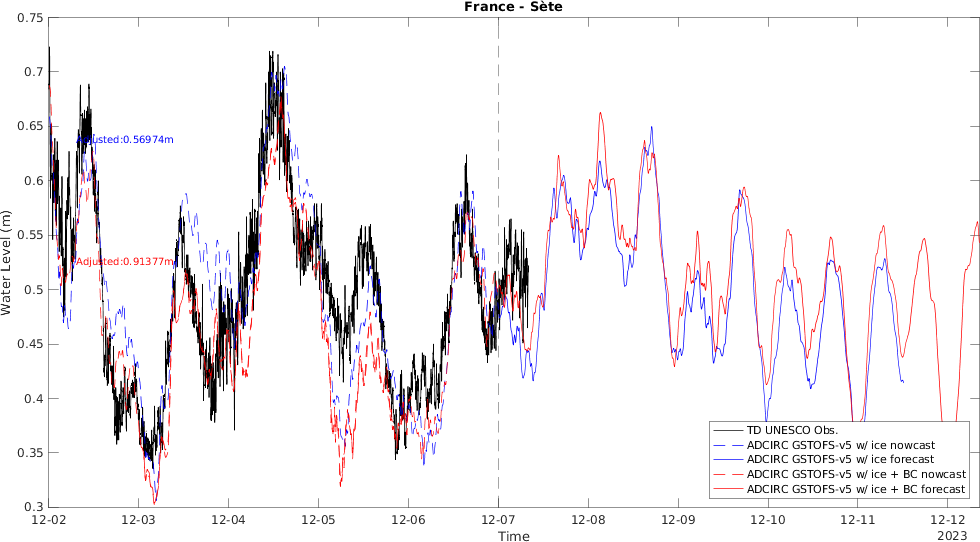 France - Sète
Water Level (m)
0.75
0.7
0.65
0.6
0.55
0.5
0.45
0.4
0.35
0.3
Adjusted:0.56974m
Adjusted:0.91377m
TD UNESCO Obs.
ADCIRC GSTOFS-v5 w/ ice nowcast
ADCIRC GSTOFS-v5 w/ ice forecast
ADCIRC GSTOFS-v5 w/ ice + BC nowcast
ADCIRC GSTOFS-v5 w/ ice + BC forecast
12-02 12-03 12-04 12-05 12-06 12-07 12-08 12-09 12-10 12-11 12-12
Time
2023